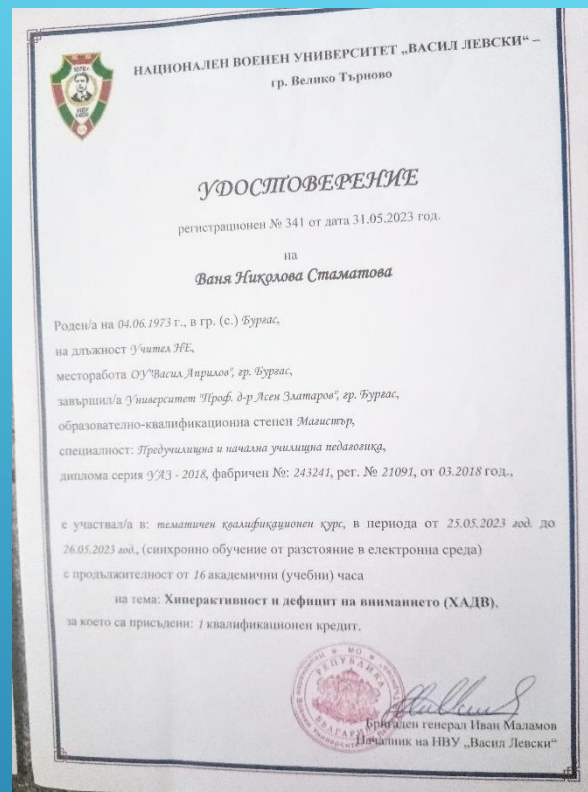 НАЦИОНАЛЕН ВОЕНЕН УНИВЕРСИТЕТ „ВАСИЛ ЛЕВСКИ“ –
гр. Велико Търново
1878г.
НВУ
УДОСТОВЕРЕНИЕ
регистрационен № 341 от дата 31.05.2023 год.
на
Ваня Николова Стаматова
Роден/а на 04.06.1973 г., в гр. (с.) Бургас,
на длъжност Учител НЕ,
месторабота ОУ"Васил Априлов", гр. Бургас,
завършил/а Университет "Проф. д-р Асен Златаров", гр. Бургас,
образователно-квалификационна степен Магистър,
специалност: Предучилищна и начална училищна педагогика,
диплома серия УАЗ - 2018, фабричен №: 243241, рег. № 21091, от 03.2018 год.,
е участвал/а в: тематичен квалификационен курс, в периода от 25.05.2023 год. до
26.05.2023 год., (синхронно обучение от разстояние в електронна среда)
с продължителност от 16 академични (учебни) часа
на тема: Хиперактивност и дефицит на вниманието (ХАДВ),
за което са присъдени: 1 квалификационен кредит.
РЕПУБЛИКА
БЪЛГАРИЯ
Бригаден генерал Иван Маламов
Началник на НВУ „Васил Левски“